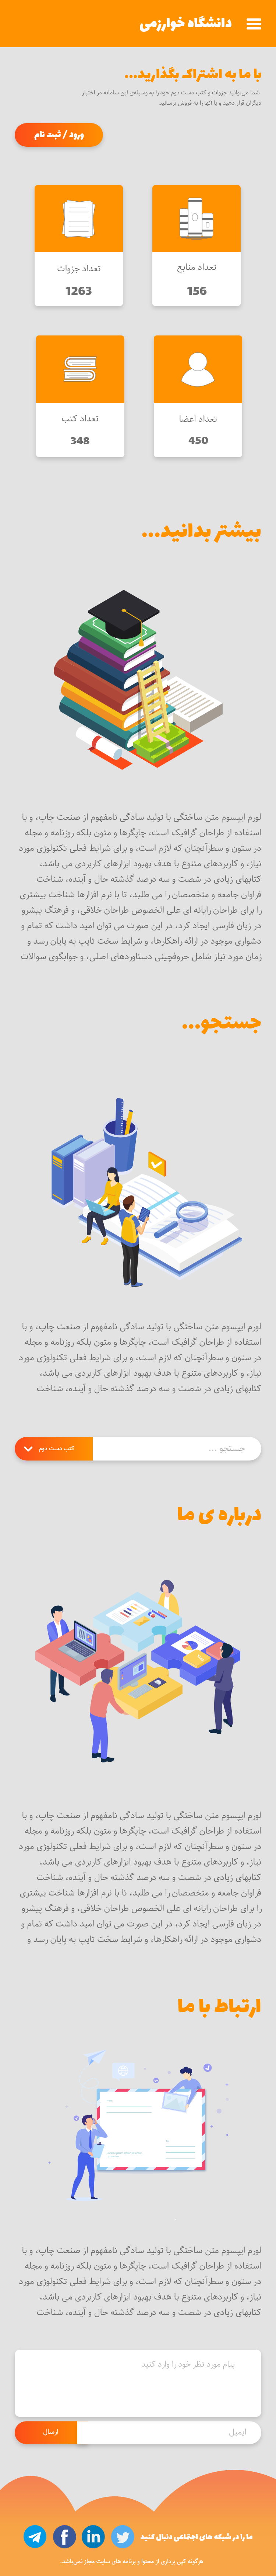 دانشگاه خوارزمی
با ما به اشتراک بگذارید...
شما می‌توانید جزوات و کتب دست دوم خود را به وسیله‌ی این سامانه در اختیار
دیگران قرار دهید و یا آنها را به فروش برسانید
ورود / ثبت نام
تعداد منابع
156
تعداد جزوات
1263
تعداد اعضا
450
تعداد کتب
348
بیشتر بدانید...
لورم ایپسوم متن ساختگی با تولید سادگی نامفهوم از صنعت چاپ، و با
استفاده از طراحان گرافیک است، چاپگرها و متون بلکه روزنامه و مجله
در ستون و سطرآنچنان که لازم است، و برای شرایط فعلی تکنولوژی مورد
نیاز، و کاربردهای متنوع با هدف بهبود ابزارهای کاربردی می باشد،
کتابهای زیادی در شصت و سه درصد گذشته حال و آینده، شناخت
فراوان جامعه و متخصصان را می طلبد، تا با نرم افزارها شناخت بیشتری
را برای طراحان رایانه ای علی الخصوص طراحان خلاقی، و فرهنگ پیشرو
در زبان فارسی ایجاد کرد، در این صورت می توان امید داشت که تمام و
دشواری موجود در ارائه راهکارها، و شرایط سخت تایپ به پایان رسد و
زمان مورد نیاز شامل حروفچینی دستاوردهای اصلی، و جوابگوی سوالات
جستجو...
لورم ایپسوم متن ساختگی با تولید سادگی نامفهوم از صنعت چاپ، و با
استفاده از طراحان گرافیک است، چاپگرها و متون بلکه روزنامه و مجله
در ستون و سطرآنچنان که لازم است، و برای شرایط فعلی تکنولوژی مورد
نیاز، و کاربردهای متنوع با هدف بهبود ابزارهای کاربردی می باشد،
کتابهای زیادی در شصت و سه درصد گذشته حال و آینده، شناخت
جستجو ...
کتب دست دوم
درباره ی ما
لورم ایپسوم متن ساختگی با تولید سادگی نامفهوم از صنعت چاپ، و با
استفاده از طراحان گرافیک است، چاپگرها و متون بلکه روزنامه و مجله
در ستون و سطرآنچنان که لازم است، و برای شرایط فعلی تکنولوژی مورد
نیاز، و کاربردهای متنوع با هدف بهبود ابزارهای کاربردی می باشد،
کتابهای زیادی در شصت و سه درصد گذشته حال و آینده، شناخت
فراوان جامعه و متخصصان را می طلبد، تا با نرم افزارها شناخت بیشتری
را برای طراحان رایانه ای علی الخصوص طراحان خلاقی، و فرهنگ پیشرو
در زبان فارسی ایجاد کرد، در این صورت می توان امید داشت که تمام و
دشواری موجود در ارائه راهکارها، و شرایط سخت تایپ به پایان رسد و
ارتباط با ما
لورم ایپسوم متن ساختگی با تولید سادگی نامفهوم از صنعت چاپ، و با
استفاده از طراحان گرافیک است، چاپگرها و متون بلکه روزنامه و مجله
در ستون و سطرآنچنان که لازم است، و برای شرایط فعلی تکنولوژی مورد
نیاز، و کاربردهای متنوع با هدف بهبود ابزارهای کاربردی می باشد،
کتابهای زیادی در شصت و سه درصد گذشته حال و آینده، شناخت
پیام مورد نظر خود را وارد کنید
ایمیل
ارسال
ما را در شبکه های اجتماعی دنبال کنید
هرگونه کپی برداری از محتوا و برنامه های سایت مجاز نمی‌باشد.